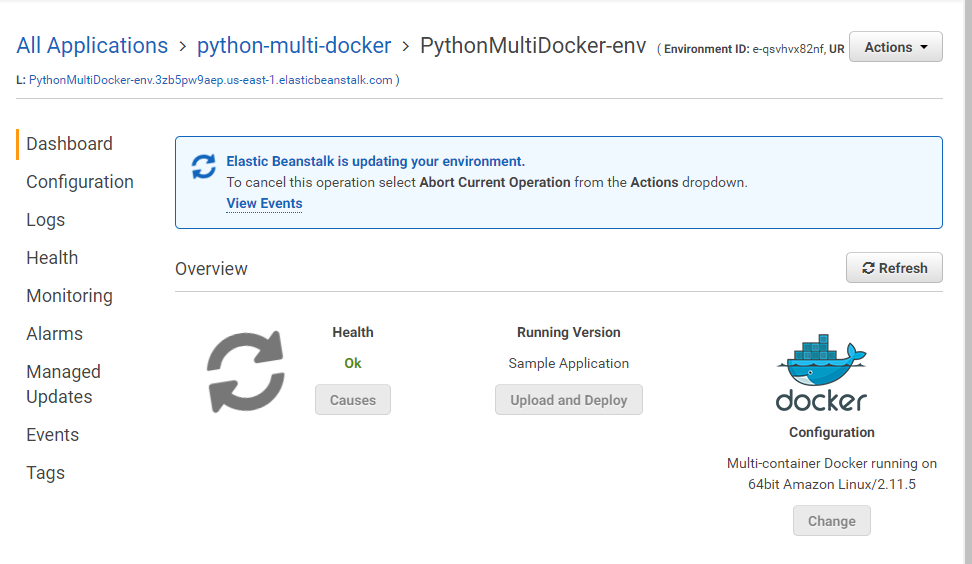 All Applications › python-multi-docker › PythonMultiDocker-env ( Environment ID: e-qsvhvx82nf, UR
L: PythonMultiDocker-env.3zb5pw9aep.us-east-1.elasticbeanstalk.com )
Actions
Dashboard
Configuration
Logs
Health
Monitoring
Alarms
Managed
Updates
Events
Tags
Elastic Beanstalk is updating your environment.
To cancel this operation select Abort Current Operation from the Actions dropdown.
View Events
Overview
Refresh
Health
Ok
Causes
Running Version
Sample Application
Upload and Deploy
docker
Configuration
Multi-container Docker running on
64bit Amazon Linux/2.11.5
Change